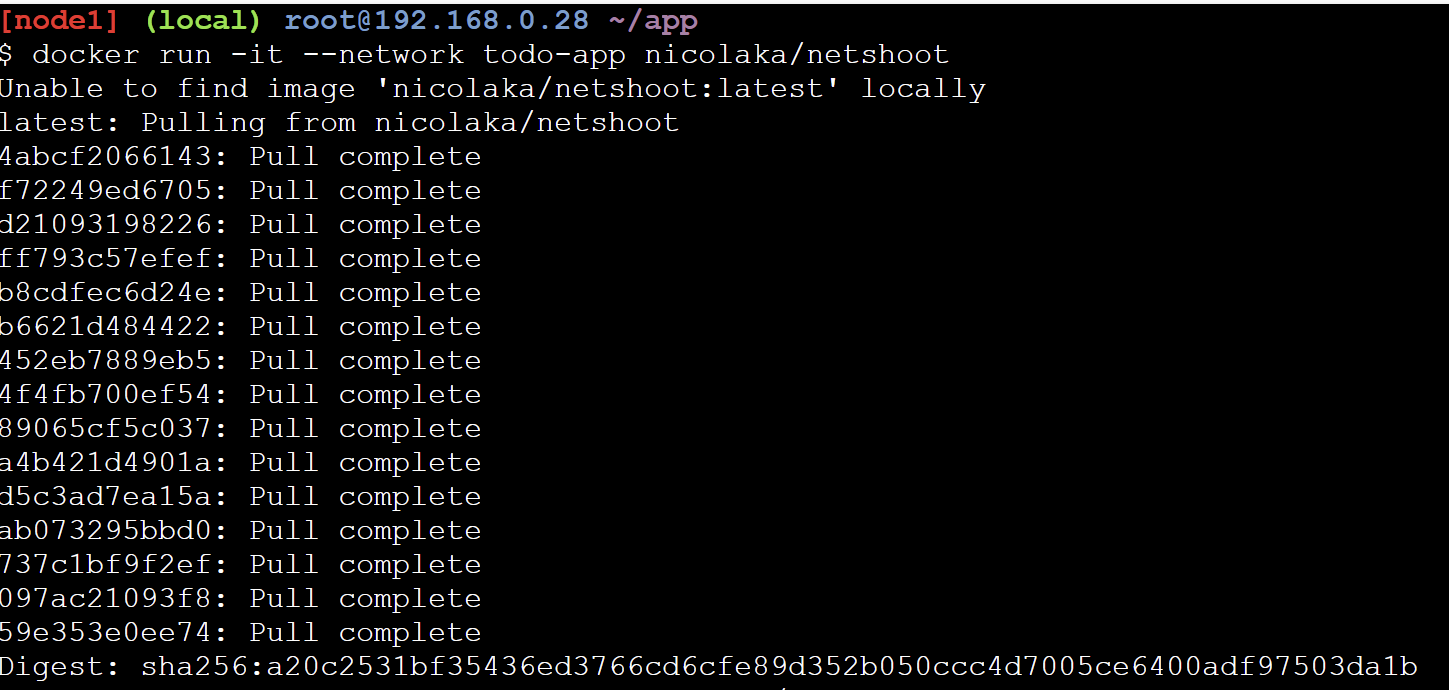 [node1] (local) root@192.168.0.28 ~/app
$ docker run -it --network todo-app nicolaka/netshoot
Unable to find image 'nicolaka/netshoot:latest' locally
latest: Pulling from nicolaka/netshoot
4abcf2066143: Pull complete
f72249ed6705: Pull complete
d21093198226: Pull complete
ff793c57efef: Pull complete
b8cdfec6d24e: Pull complete
b6621d484422: Pull complete
452eb7889eb5: Pull complete
4f4fb700ef54: Pull complete
89065cf5c037: Pull complete
a4b421d4901a: Pull complete
d5c3ad7ea15a: Pull complete
ab073295bbd0: Pull complete
737c1bf9f2ef: Pull complete
097ac21093f8: Pull complete
59e353e0ee74: Pull complete
Digest: sha256:a20c2531bf35436ed3766cd6cfe89d352b050ccc4d7005ce6400adf97503da1b